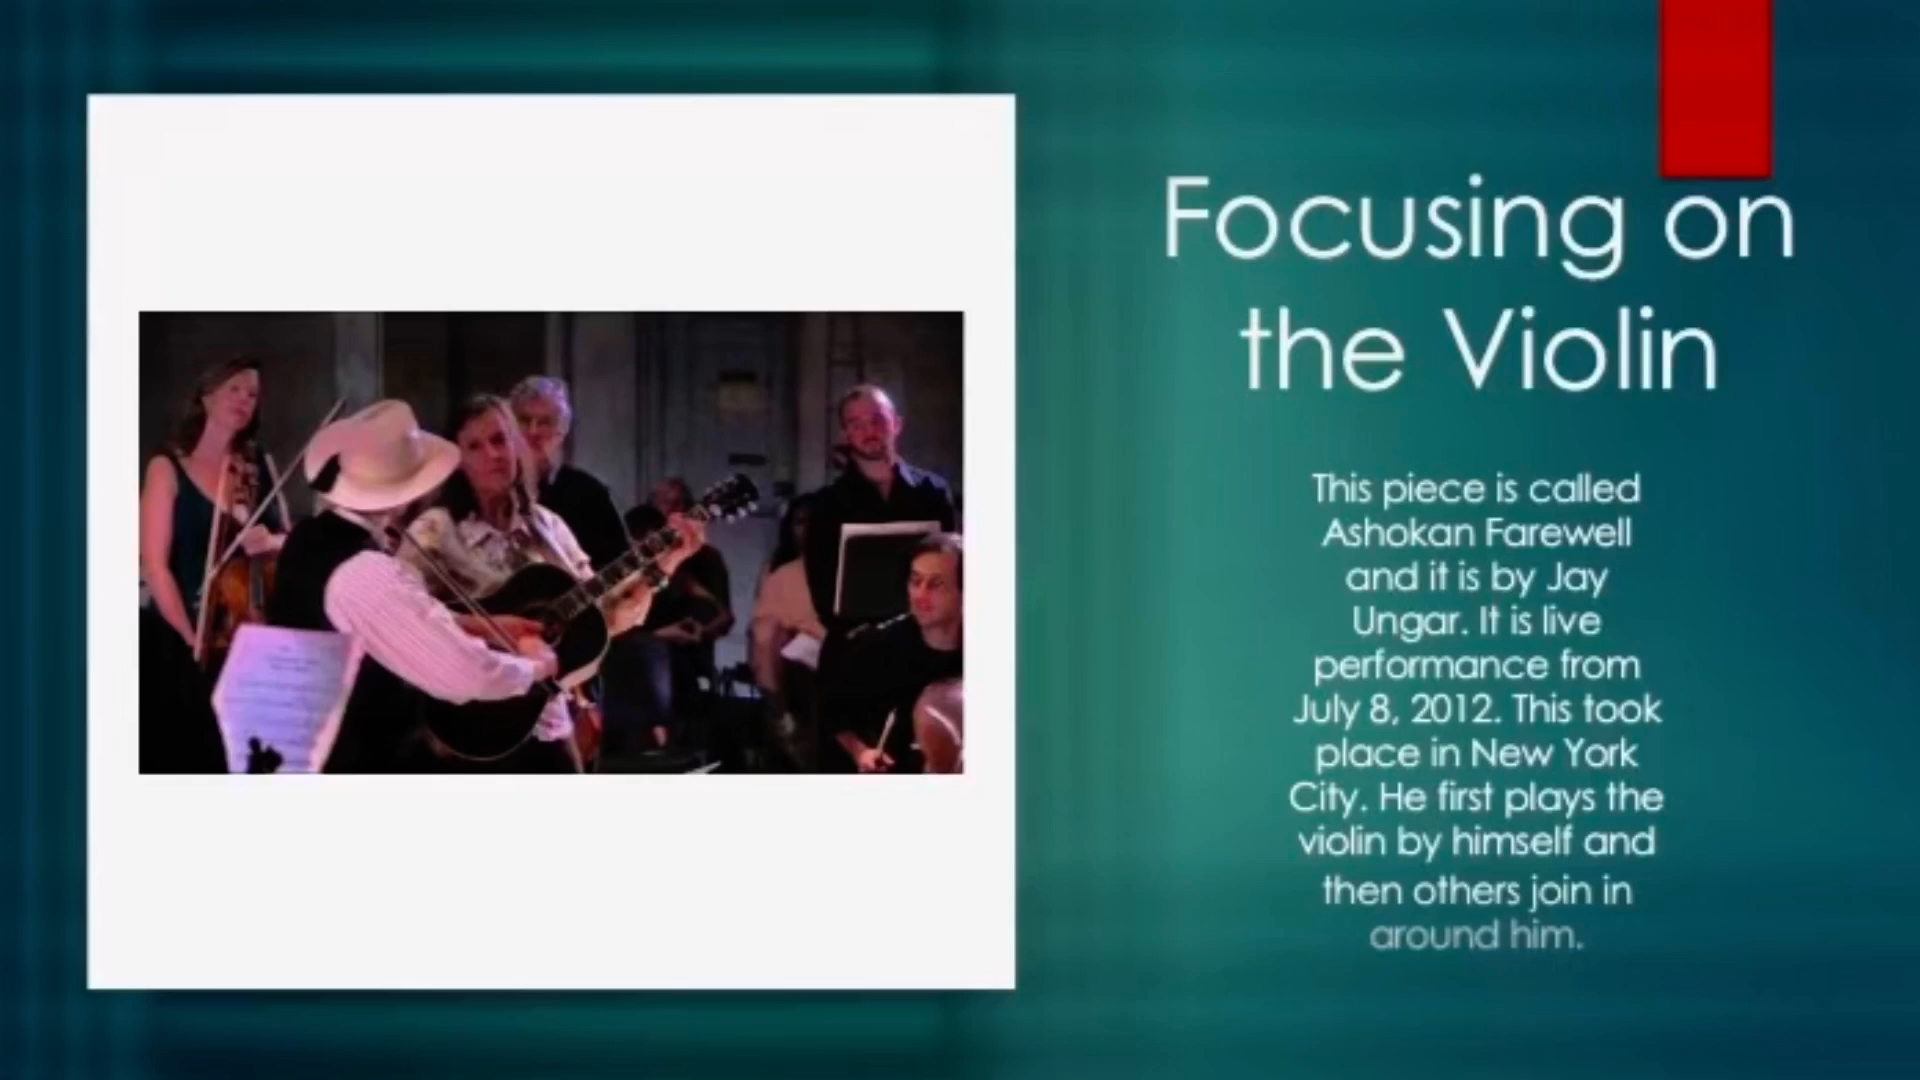 Focusing on
the Violin
This piece is called
Ashokan Farewell
and it is by Jay
Ungar. It is live
performance from
July 8, 2012. This took
place in New York
City. He first plays the
violin by himself and
then others join in
around him.